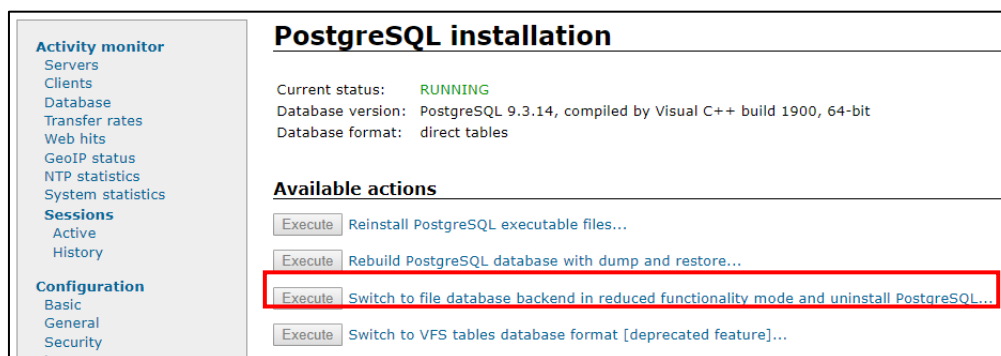 Activity monitor
Servers
Clients
Database
Transfer rates
Web hits
GeoIP status
NTP statistics
System statistics
Sessions
Active
History
Configuration
Basic
General
Security
PostgreSQL installation
Current status: RUNNING
Database version: PostgreSQL 9.3.14, compiled by Visual C++ build 1900, 64-bit
Database format: direct tables
Available actions
Execute Reinstall PostgreSQL executable files...
Execute Rebuild PostgreSQL database with dump and restore...
Execute Switch to file database backend in reduced functionality mode and uninstall PostgreSQL...
Execute Switch to VFS tables database format [deprecated feature]...